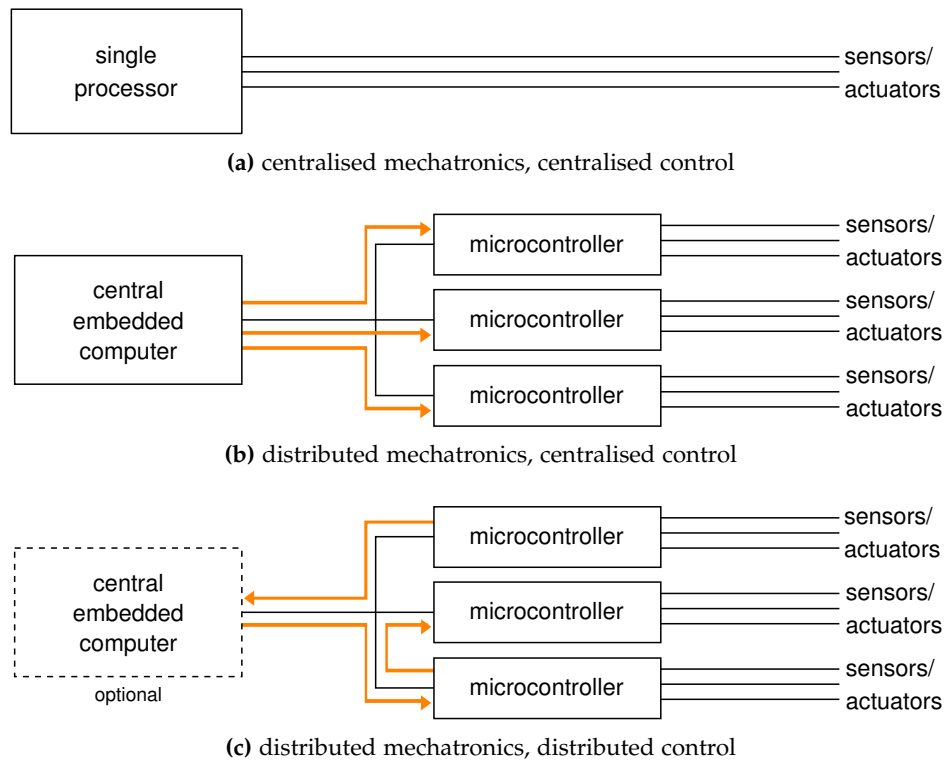 single
processor
sensors/
actuators
(a) centralised mechatronics, centralised control
central
embedded
computer
microcontroller
sensors/
actuators
microcontroller
sensors/
actuators
microcontroller
sensors/
actuators
(b) distributed mechatronics, centralised control
central
embedded
computer
optional
microcontroller
sensors/
actuators
microcontroller
sensors/
actuators
microcontroller
sensors/
actuators
(c) distributed mechatronics, distributed control